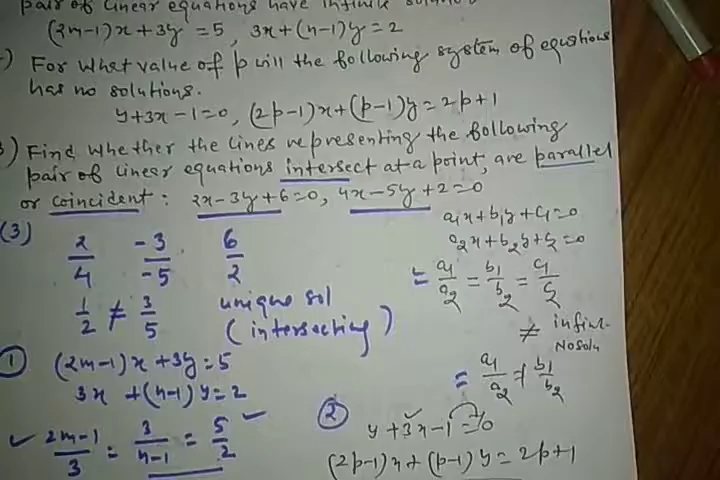 pair of linear equations have infinite
(2m-1)x+3y=5, 3x+(n-1)y=2
) For what value of p will the following system of equations
has no solutions.
y+3x-1=0, (2p-1)x+(p-1)y=2p+1
) Find whether the lines representing the following
pair of linear equations intersect at a point, are parallel
or coincident: 2x-3y+6=0, 4x-5y+2=0
a₁x+b₁y+c₁=0
a₂x+b₂y+c₂=0
(3) 2/4 -3/-5 6/2
= a₁/a₂ = b₁/b₂ = c₁/c₂
1/2 ≠ 3/5 unique sol
(intersecting)
≠ infini-
No soln
① (2m-1)x+3y=5
3x+(n-1)y=2
= a₁/a₂ ≠ b₁/b₂
✓ 2m-1/3 = 3/n-1 = 5/2 ✓
② y+3x-1=0
(2p-1)x+(p-1)y=2p+1